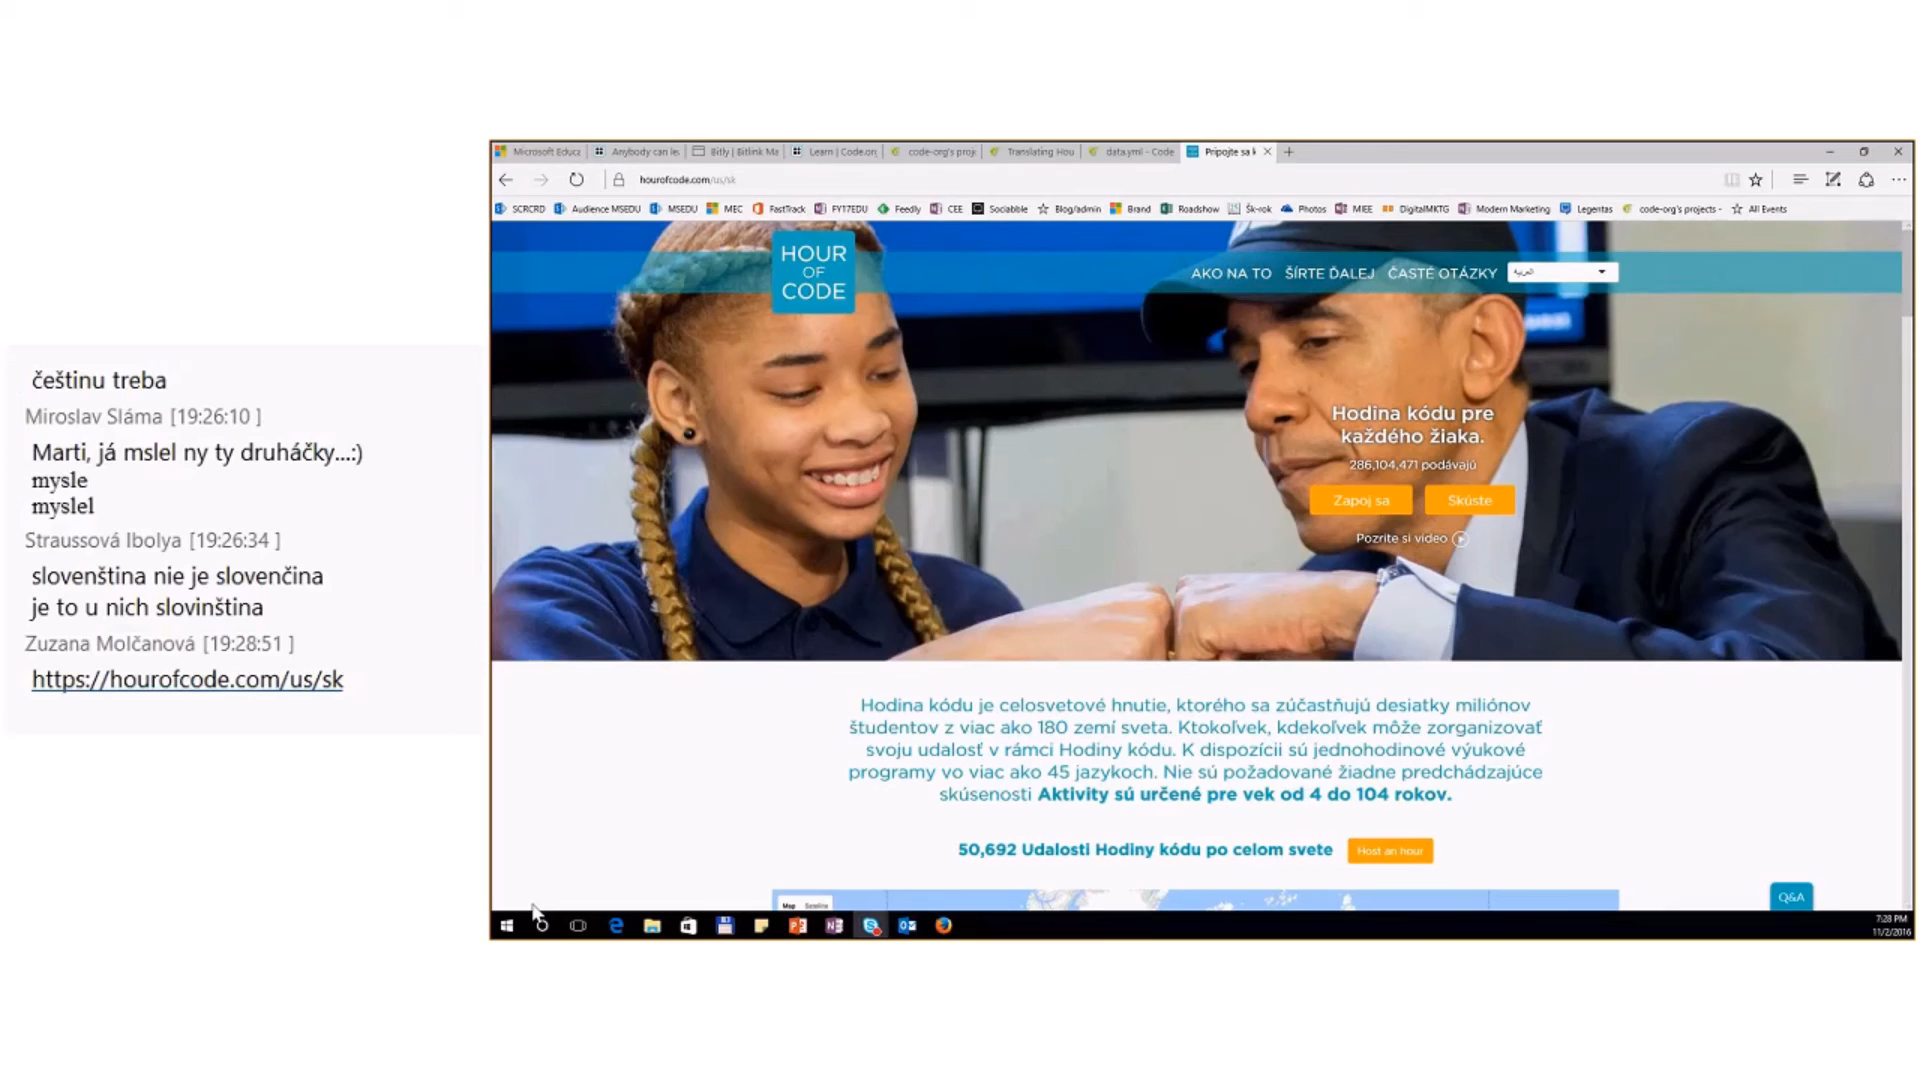 češtinu treba
Miroslav Sláma [19:26:10 ]
Marti, já mslel ny ty druháčky...:)
mysle
myslel
Straussová Ibolya [19:26:34 ]
slovenština nie je slovenčina
je to u nich slovinština
Zuzana Molčanová [19:28:51 ]
https://hourofcode.com/us/sk
Microsoft Educa Anybody can le Bitly | Bitlink Ma Learn | Code.or code-org's proj Translating Hou data.yml - Code Pripojte sa k
hourofcode.com/us/sk
SCRCRD Audience MSEDU MSEDU MEC FastTrack FY17EDU Feedly CEE Sociabble Blog/admin Brand Roadshow Šk-rok Photos MIEE DigitalMKTG Modern Marketing Legentas code-org's projects - All Events
HOUR
OF
CODE
AKO NA TO ŠÍRTE ĎALEJ ČASTÉ OTÁZKY العربية
Hodina kódu pre
každého žiaka.
286,104,471 podávajú
Zapoj sa Skúste
Pozrite si video
Hodina kódu je celosvetové hnutie, ktorého sa zúčastňujú desiatky miliónov
študentov z viac ako 180 zemí sveta. Ktokoľvek, kdekoľvek môže zorganizovať
svoju udalosť v rámci Hodiny kódu. K dispozícii sú jednohodinové výukové
programy vo viac ako 45 jazykoch. Nie sú požadované žiadne predchádzajúce
skúsenosti Aktivity sú určené pre vek od 4 do 104 rokov.
50,692 Udalosti Hodiny kódu po celom svete Host an hour
Map Satellite
Q&A
7:28 PM
11/2/2016